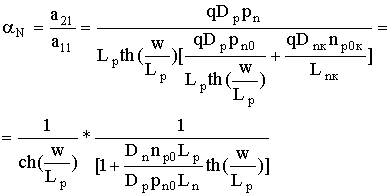 α_N = a_21 / a_11 = qD_p p_n / (L_p th(w/L_p)[qD_p p_n0 / (L_p th(w/L_p)) + qD_nк n_p0к / L_nк]) =
= 1 / ch(w/L_p) * 1 / [1 + (D_n n_p0 L_p / (D_p p_n0 L_n)) th(w/L_p)]